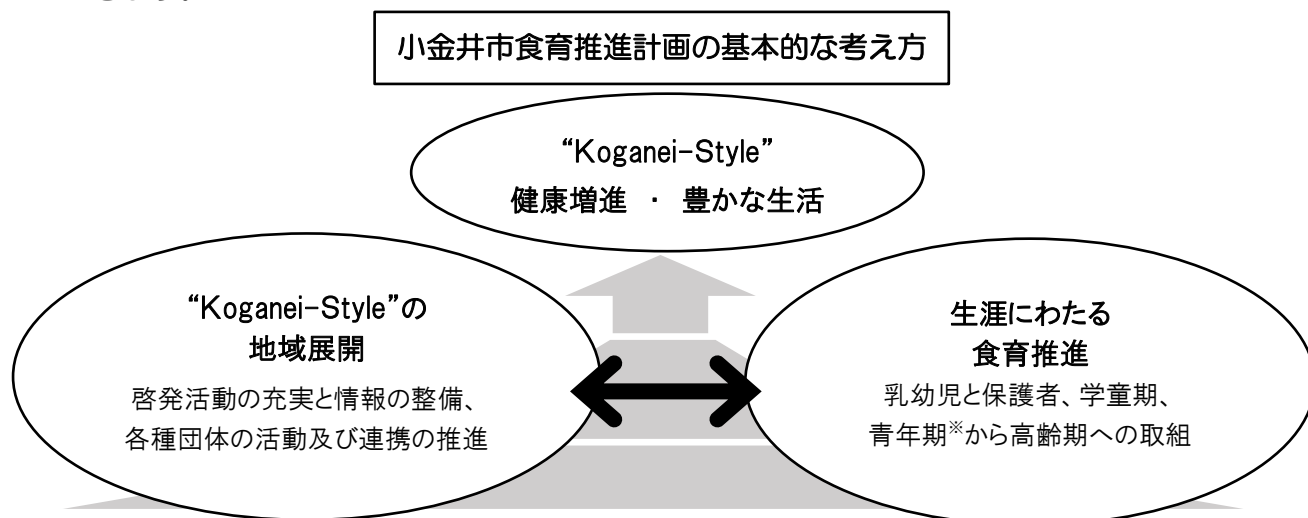 小金井市食育推進計画の基本的な考え方
“Koganei-Style”
健康増進 ・ 豊かな生活
“Koganei-Style”の
地域展開
啓発活動の充実と情報の整備、
各種団体の活動及び連携の推進
生涯にわたる
食育推進
乳幼児と保護者、学童期、
青年期※から高齢期への取組